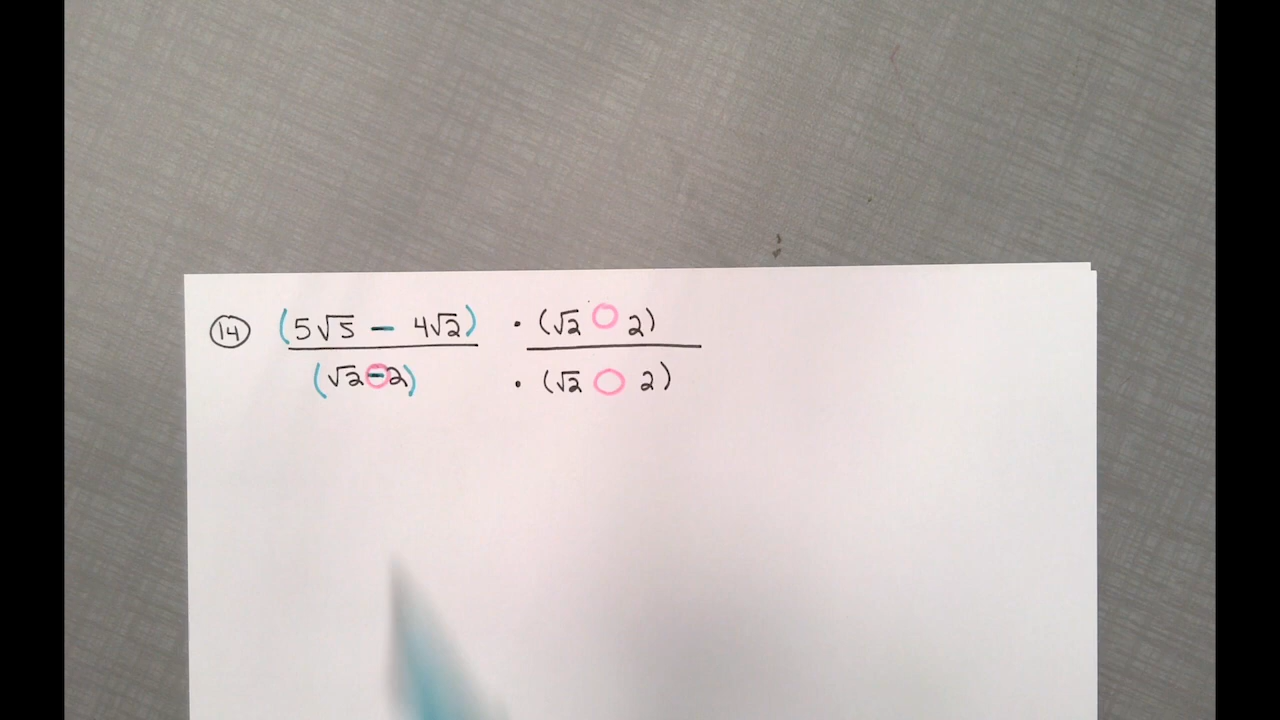 14 (5√5 − 4√2) · (√2 ○ 2)
(√2 − 2) · (√2 ○ 2)